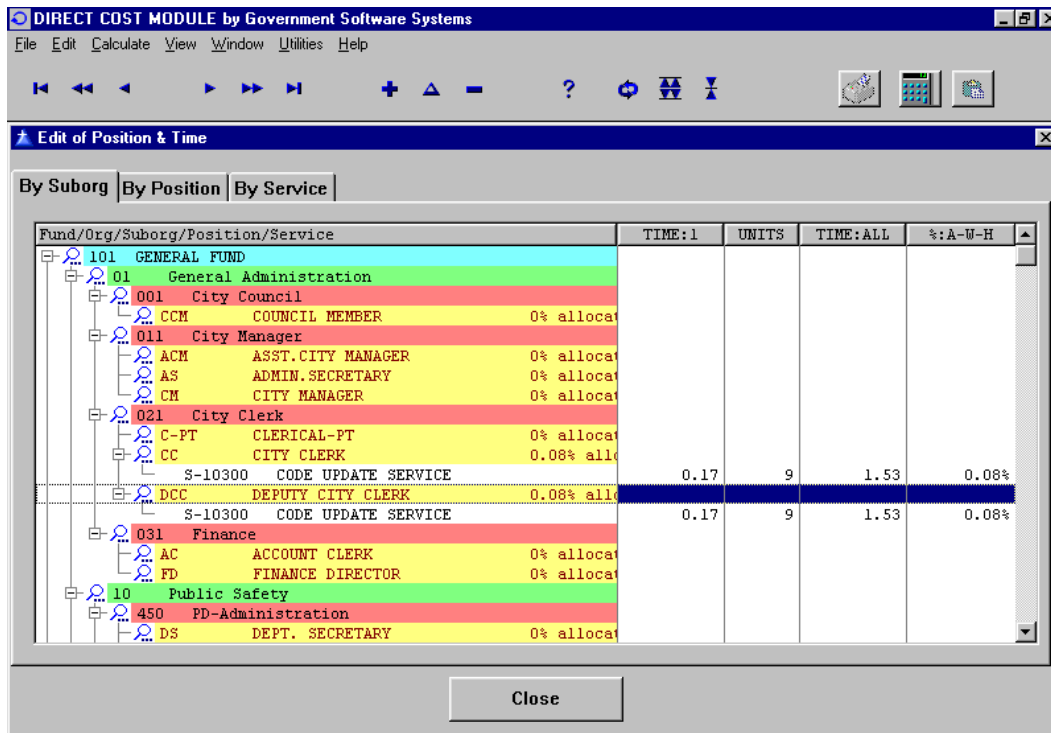 DIRECT COST MODULE by Government Software Systems
File Edit Calculate View Window Utilities Help
?
Edit of Position & Time
By Suborg By Position By Service
Fund/Org/Suborg/Position/Service TIME:1 UNITS TIME:ALL %:A-W-H
101 GENERAL FUND
01 General Administration
001 City Council
CCM COUNCIL MEMBER 0% allocat
011 City Manager
ACM ASST.CITY MANAGER 0% allocat
AS ADMIN.SECRETARY 0% allocat
CM CITY MANAGER 0% allocat
021 City Clerk
C-PT CLERICAL-PT 0% allocat
CC CITY CLERK 0.08% allo
S-10300 CODE UPDATE SERVICE 0.17 9 1.53 0.08%
DCC DEPUTY CITY CLERK 0.08% allo
S-10300 CODE UPDATE SERVICE 0.17 9 1.53 0.08%
031 Finance
AC ACCOUNT CLERK 0% allocat
FD FINANCE DIRECTOR 0% allocat
10 Public Safety
450 PD-Administration
DS DEPT. SECRETARY 0% allocat
Close